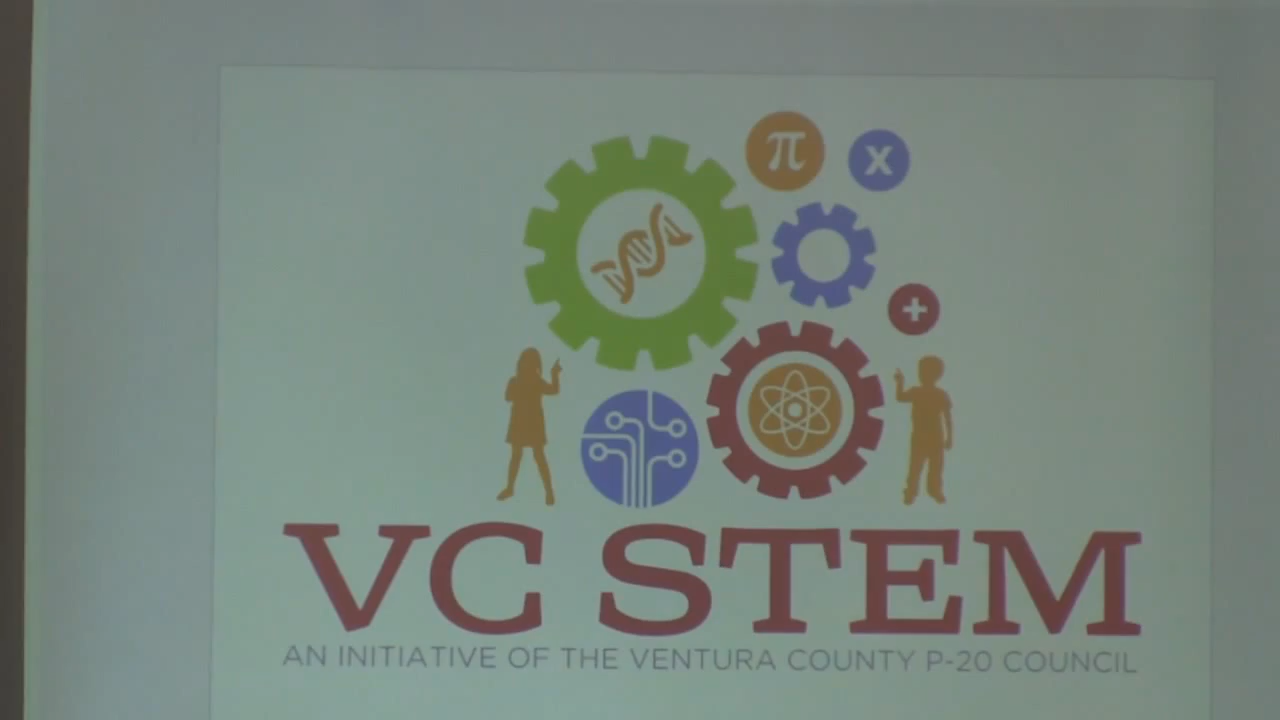 π x
+
VC STEM
AN INITIATIVE OF THE VENTURA COUNTY P-20 COUNCIL